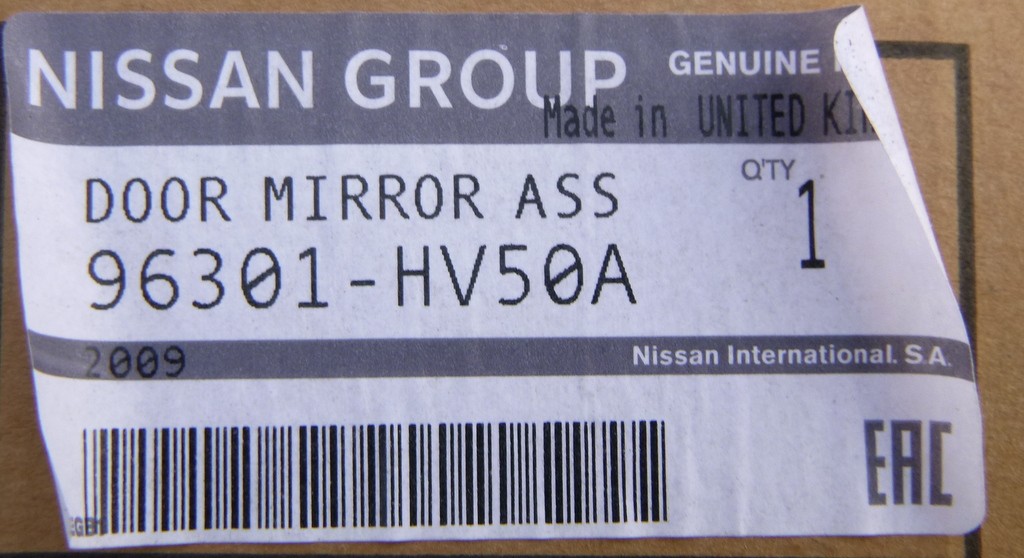 NISSAN GROUP GENUINE
Made in UNITED
DOOR MIRROR ASS
Q'TY 1
96301-HV50A
2009 Nissan International. S.A.
EAC